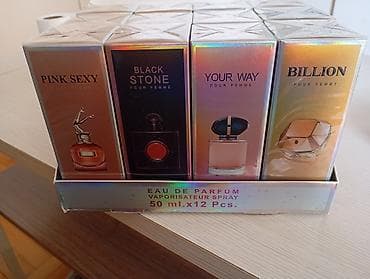 PINK SEXY
BLACK
STONE
POUR FEMME
YOUR WAY
POUR FEMME
BILLION
POUR FEMME
EAU DE PARFUM
VAPORISATEUR SPRAY
50 ml.x12 Pcs.